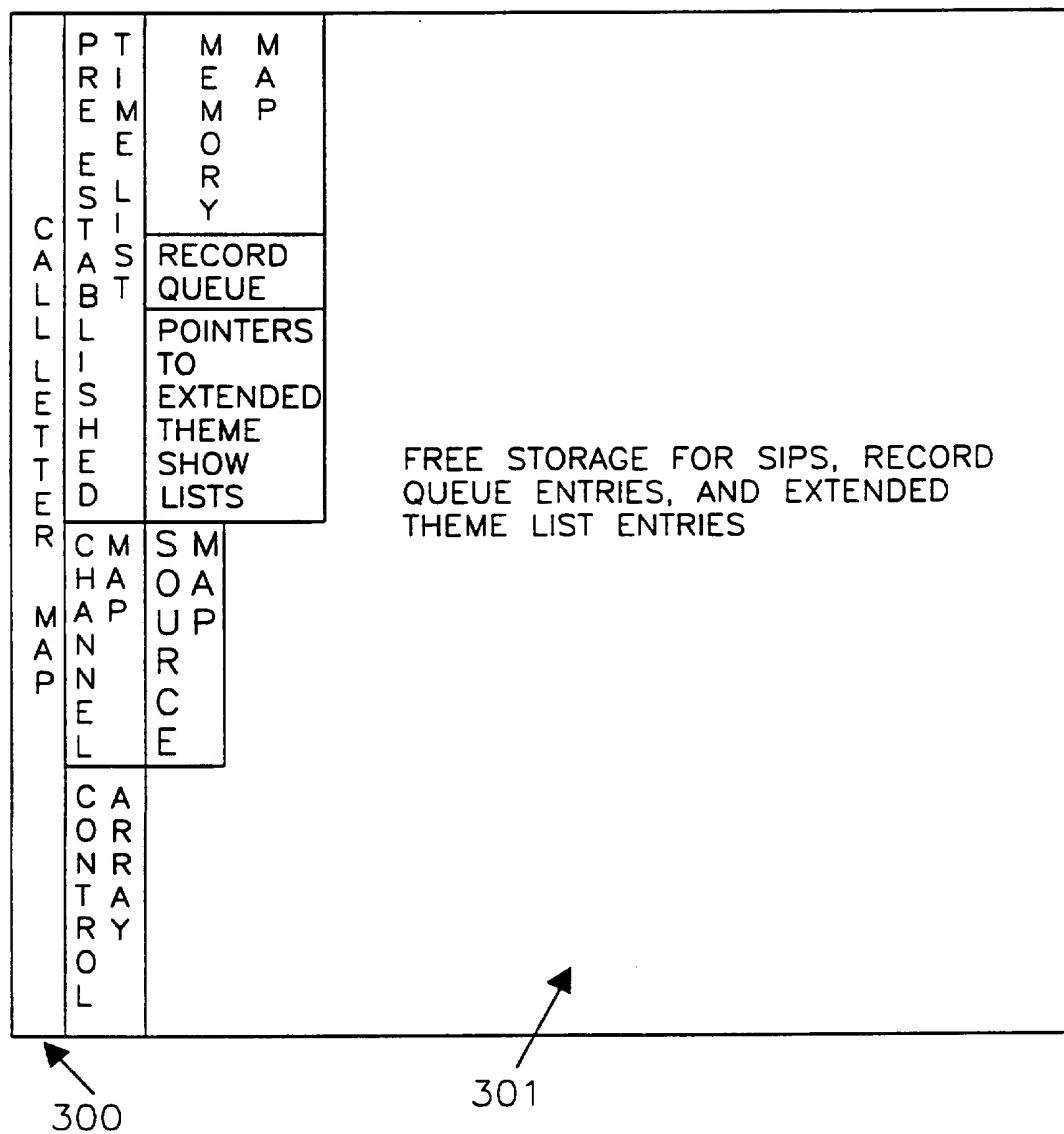 CALL LETTER MAP
PRE ESTABLISHED
TIME LIST
MEMORY
MAP
RECORD
QUEUE
POINTERS
TO
EXTENDED
THEME
SHOW
LISTS
CHANNEL
MAP
SOURCE
MAP
CONTROL
ARRAY
FREE STORAGE FOR SIPS, RECORD
QUEUE ENTRIES, AND EXTENDED
THEME LIST ENTRIES
300
301